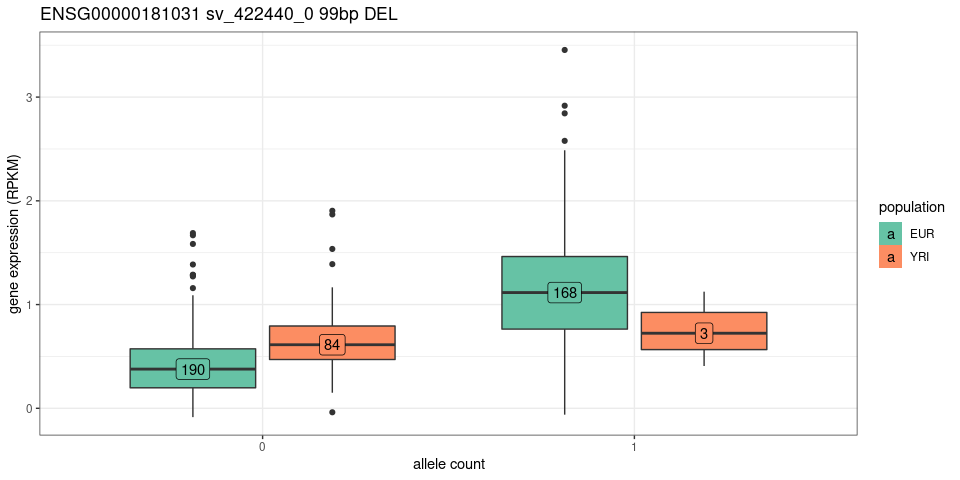 ENSG00000181031 sv_422440_0 99bp DEL
gene expression (RPKM)
3
2
1
0
168
3
84
190
0
1
allele count
population
a EUR
a YRI